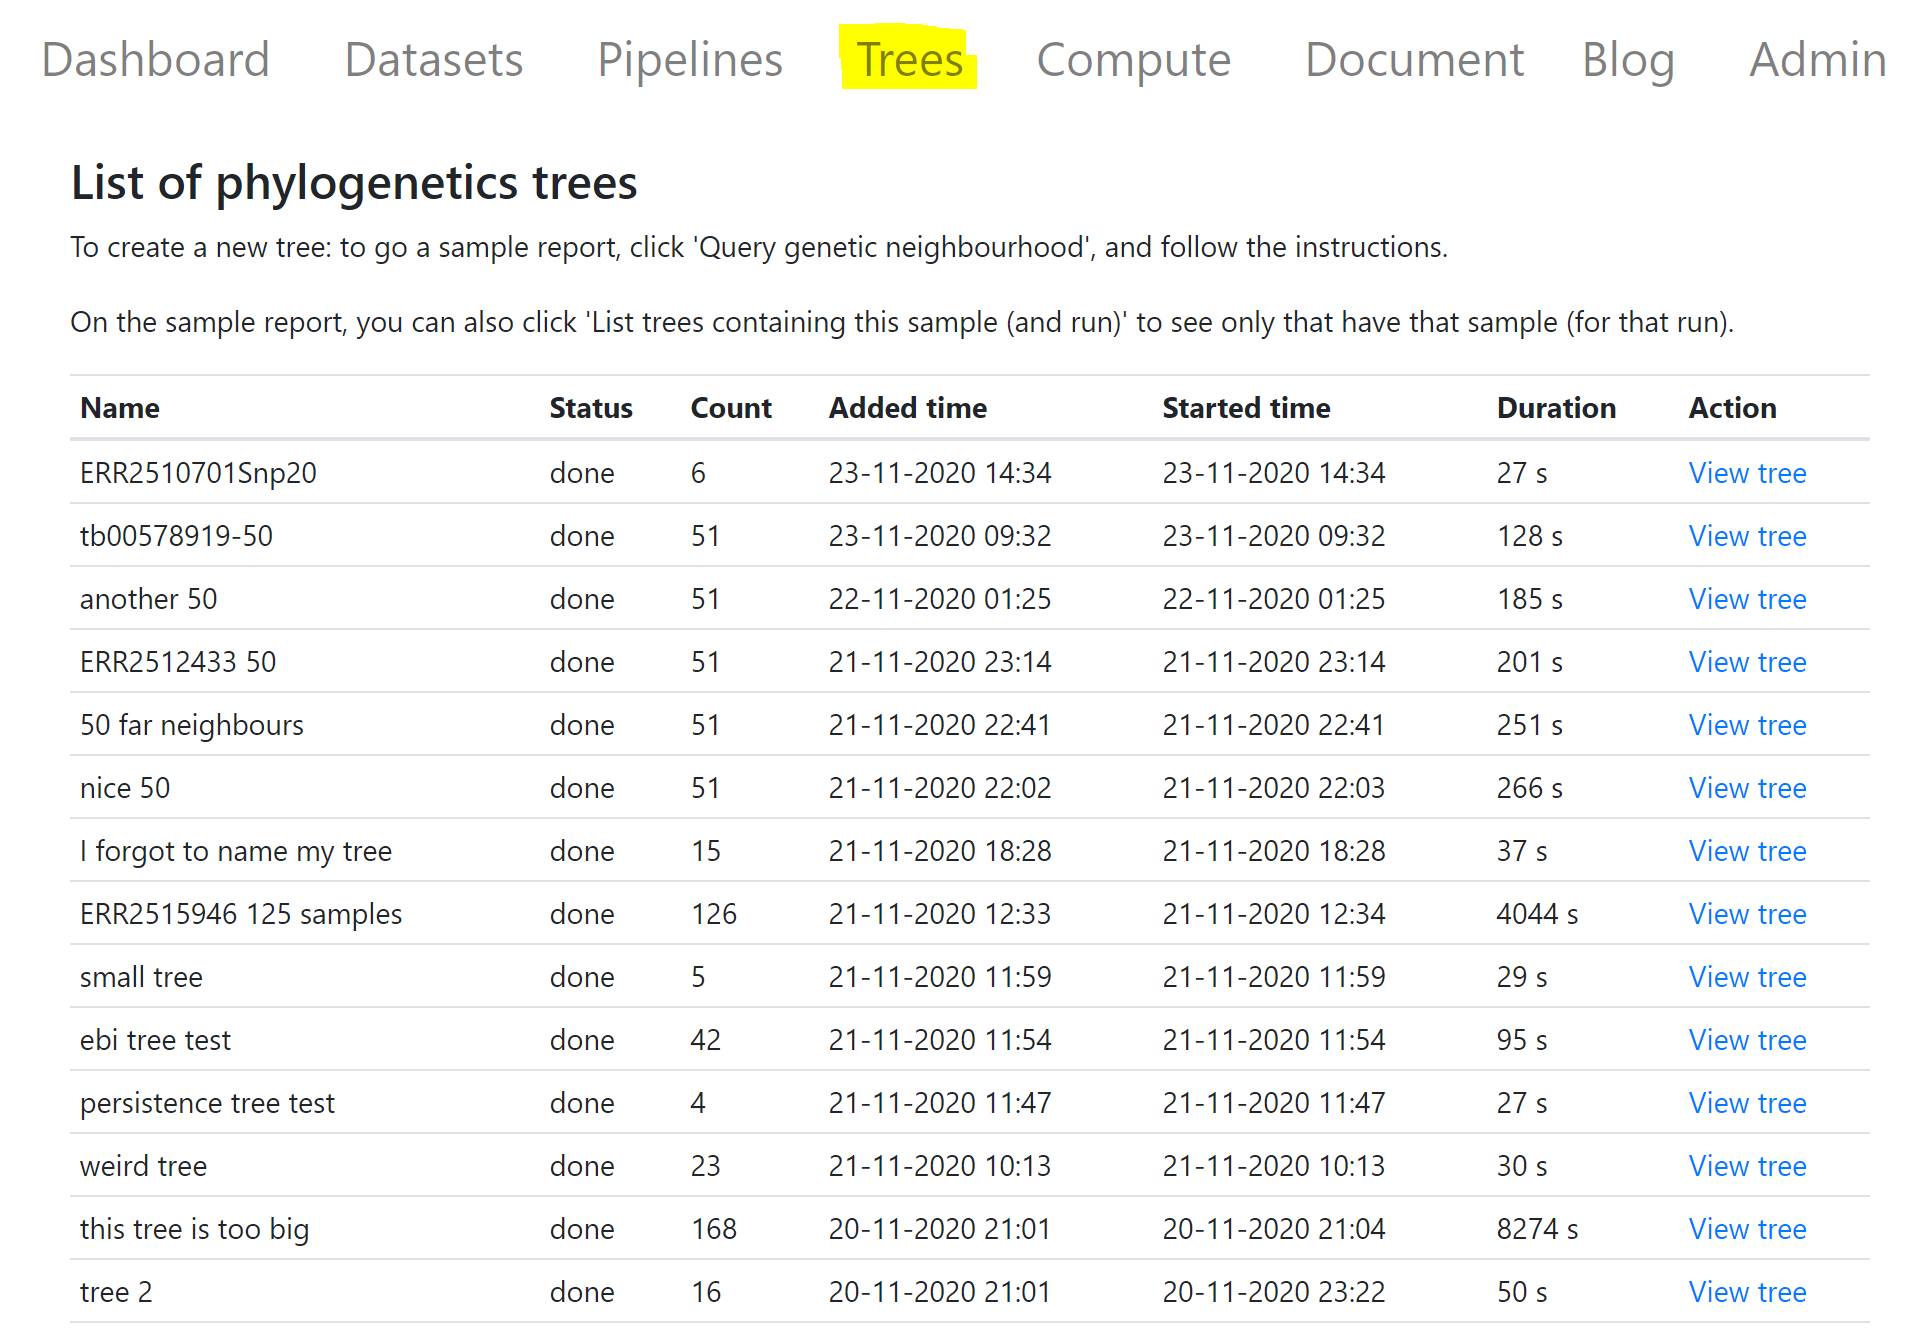 Dashboard Datasets Pipelines Trees Compute Document Blog Admin
List of phylogenetics trees
To create a new tree: to go a sample report, click 'Query genetic neighbourhood', and follow the instructions.
On the sample report, you can also click 'List trees containing this sample (and run)' to see only that have that sample (for that run).
Name Status Count Added time Started time Duration Action
ERR2510701Snp20 done 6 23-11-2020 14:34 23-11-2020 14:34 27 s View tree
tb00578919-50 done 51 23-11-2020 09:32 23-11-2020 09:32 128 s View tree
another 50 done 51 22-11-2020 01:25 22-11-2020 01:25 185 s View tree
ERR2512433 50 done 51 21-11-2020 23:14 21-11-2020 23:14 201 s View tree
50 far neighbours done 51 21-11-2020 22:41 21-11-2020 22:41 251 s View tree
nice 50 done 51 21-11-2020 22:02 21-11-2020 22:03 266 s View tree
I forgot to name my tree done 15 21-11-2020 18:28 21-11-2020 18:28 37 s View tree
ERR2515946 125 samples done 126 21-11-2020 12:33 21-11-2020 12:34 4044 s View tree
small tree done 5 21-11-2020 11:59 21-11-2020 11:59 29 s View tree
ebi tree test done 42 21-11-2020 11:54 21-11-2020 11:54 95 s View tree
persistence tree test done 4 21-11-2020 11:47 21-11-2020 11:47 27 s View tree
weird tree done 23 21-11-2020 10:13 21-11-2020 10:13 30 s View tree
this tree is too big done 168 20-11-2020 21:01 20-11-2020 21:04 8274 s View tree
tree 2 done 16 20-11-2020 21:01 20-11-2020 23:22 50 s View tree